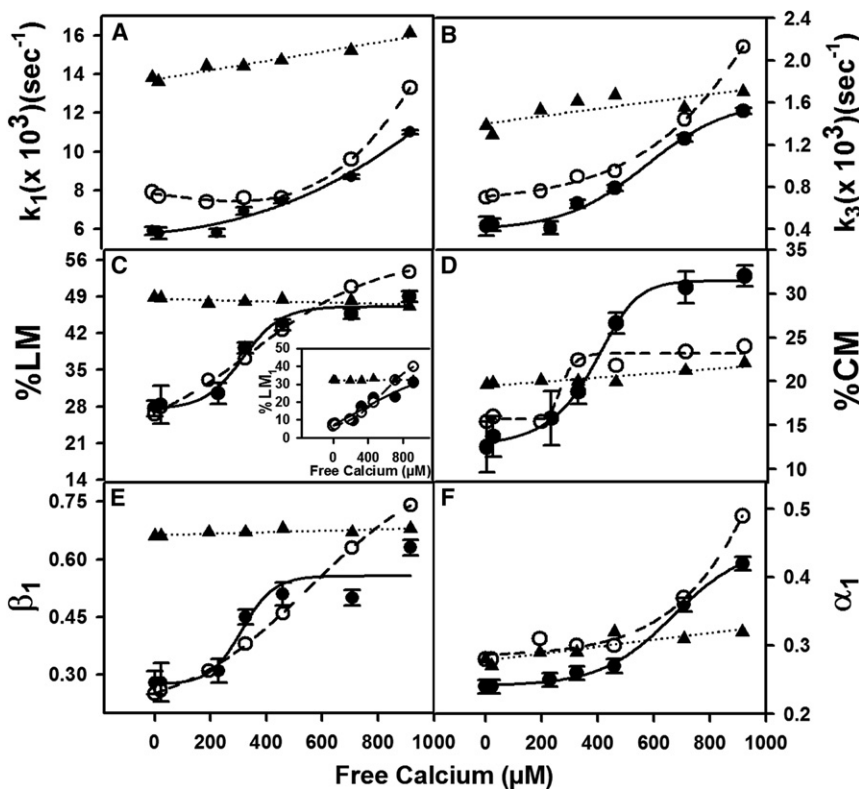 A
k₁(x 10³)(sec⁻¹)
16
14
12
10
8
6
B
k₃(x 10³)(sec⁻¹)
2.4
2.0
1.6
1.2
0.8
0.4
C
%LM
56
49
42
35
28
21
14
%LM₁
50
40
30
20
10
0
0 400 800
Free Calcium (µM)
D
%CM
35
30
25
20
15
10
E
β₁
0.75
0.60
0.45
0.30
F
α₁
0.5
0.4
0.3
0.2
0 200 400 600 800 1000
0 200 400 600 800 1000
Free Calcium (µM)